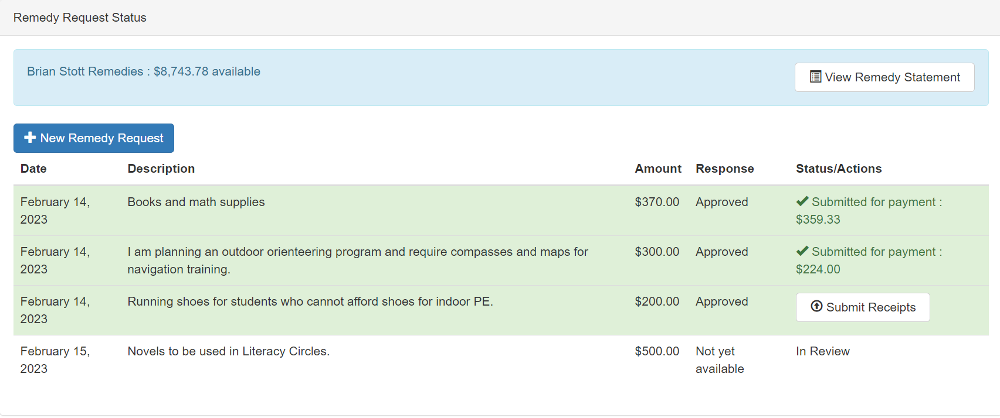 Remedy Request Status
Brian Stott Remedies : $8,743.78 available
View Remedy Statement
New Remedy Request
Date Description Amount Response Status/Actions
February 14, 2023 Books and math supplies $370.00 Approved Submitted for payment : $359.33
February 14, 2023 I am planning an outdoor orienteering program and require compasses and maps for navigation training. $300.00 Approved Submitted for payment : $224.00
February 14, 2023 Running shoes for students who cannot afford shoes for indoor PE. $200.00 Approved Submit Receipts
February 15, 2023 Novels to be used in Literacy Circles. $500.00 Not yet available In Review